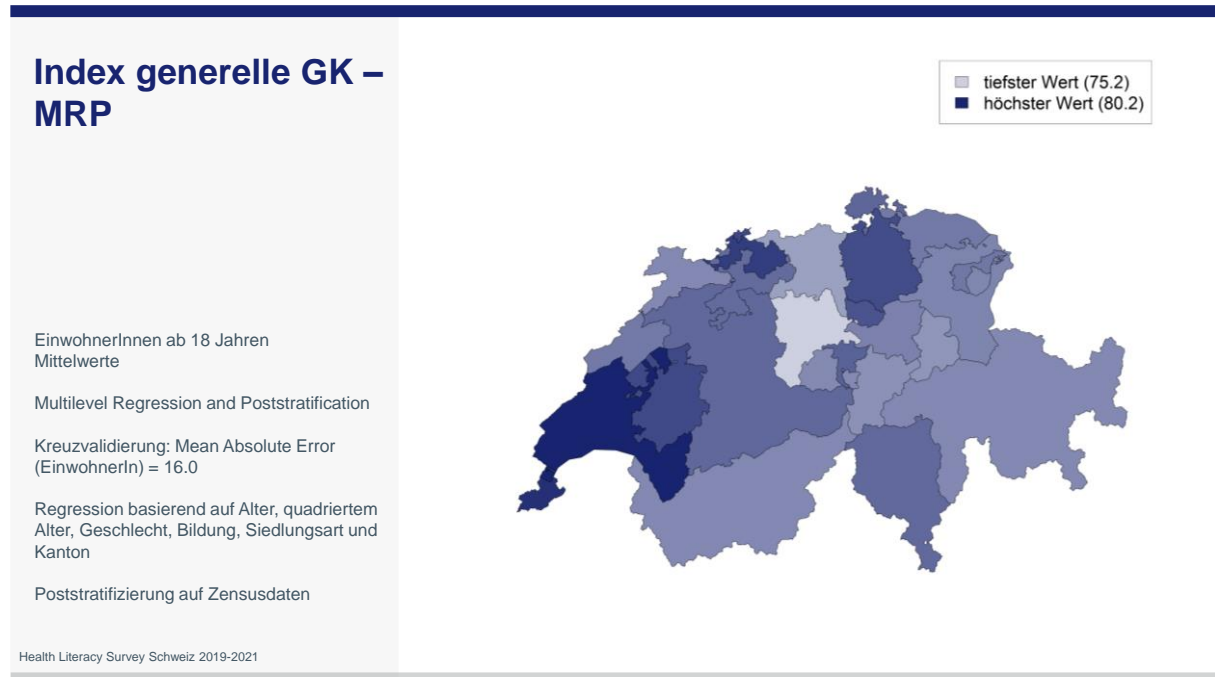 Index generelle GK –
MRP
tiefster Wert (75.2)
höchster Wert (80.2)
EinwohnerInnen ab 18 Jahren
Mittelwerte
Multilevel Regression and Poststratification
Kreuzvalidierung: Mean Absolute Error
(EinwohnerIn) = 16.0
Regression basierend auf Alter, quadriertem
Alter, Geschlecht, Bildung, Siedlungsart und
Kanton
Poststratifizierung auf Zensusdaten
Health Literacy Survey Schweiz 2019-2021